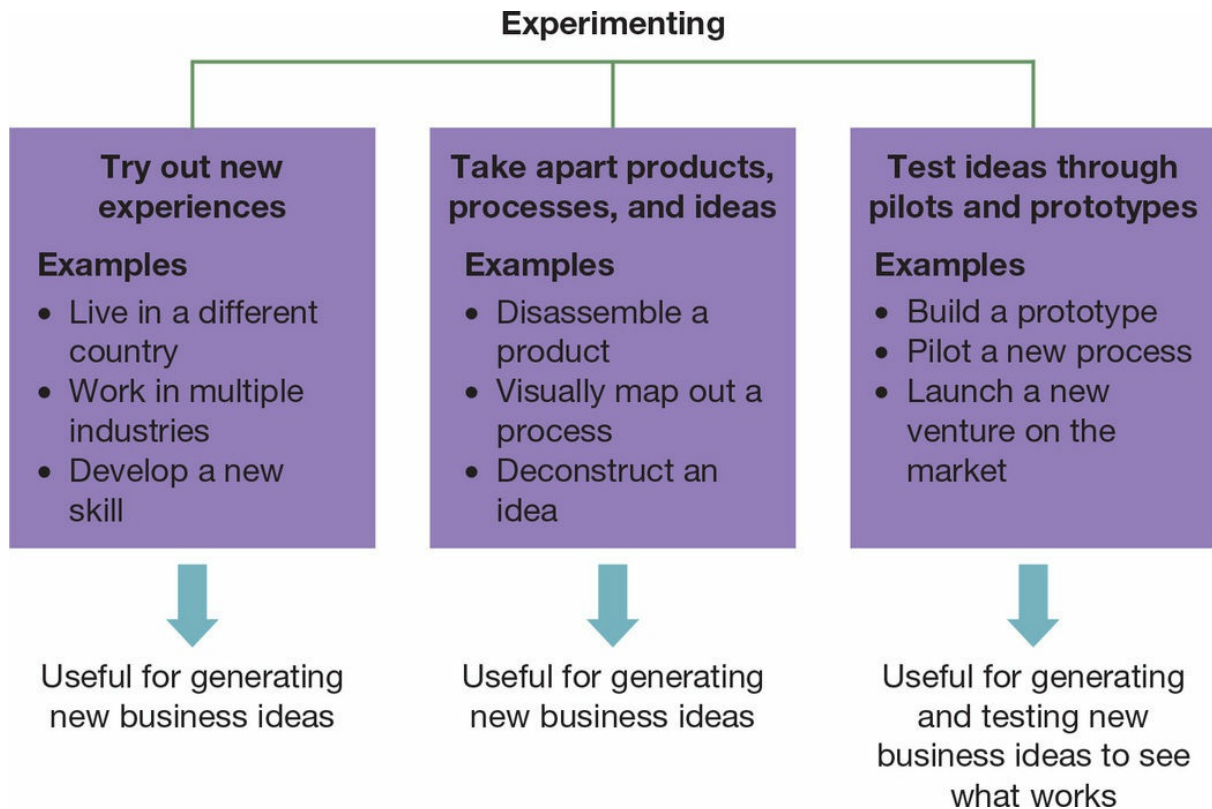 Experimenting
Try out new
experiences
Examples
• Live in a different
country
• Work in multiple
industries
• Develop a new
skill
Useful for generating
new business ideas
Take apart products,
processes, and ideas
Examples
• Disassemble a
product
• Visually map out a
process
• Deconstruct an
idea
Useful for generating
new business ideas
Test ideas through
pilots and prototypes
Examples
• Build a prototype
• Pilot a new process
• Launch a new
venture on the
market
Useful for generating
and testing new
business ideas to see
what works